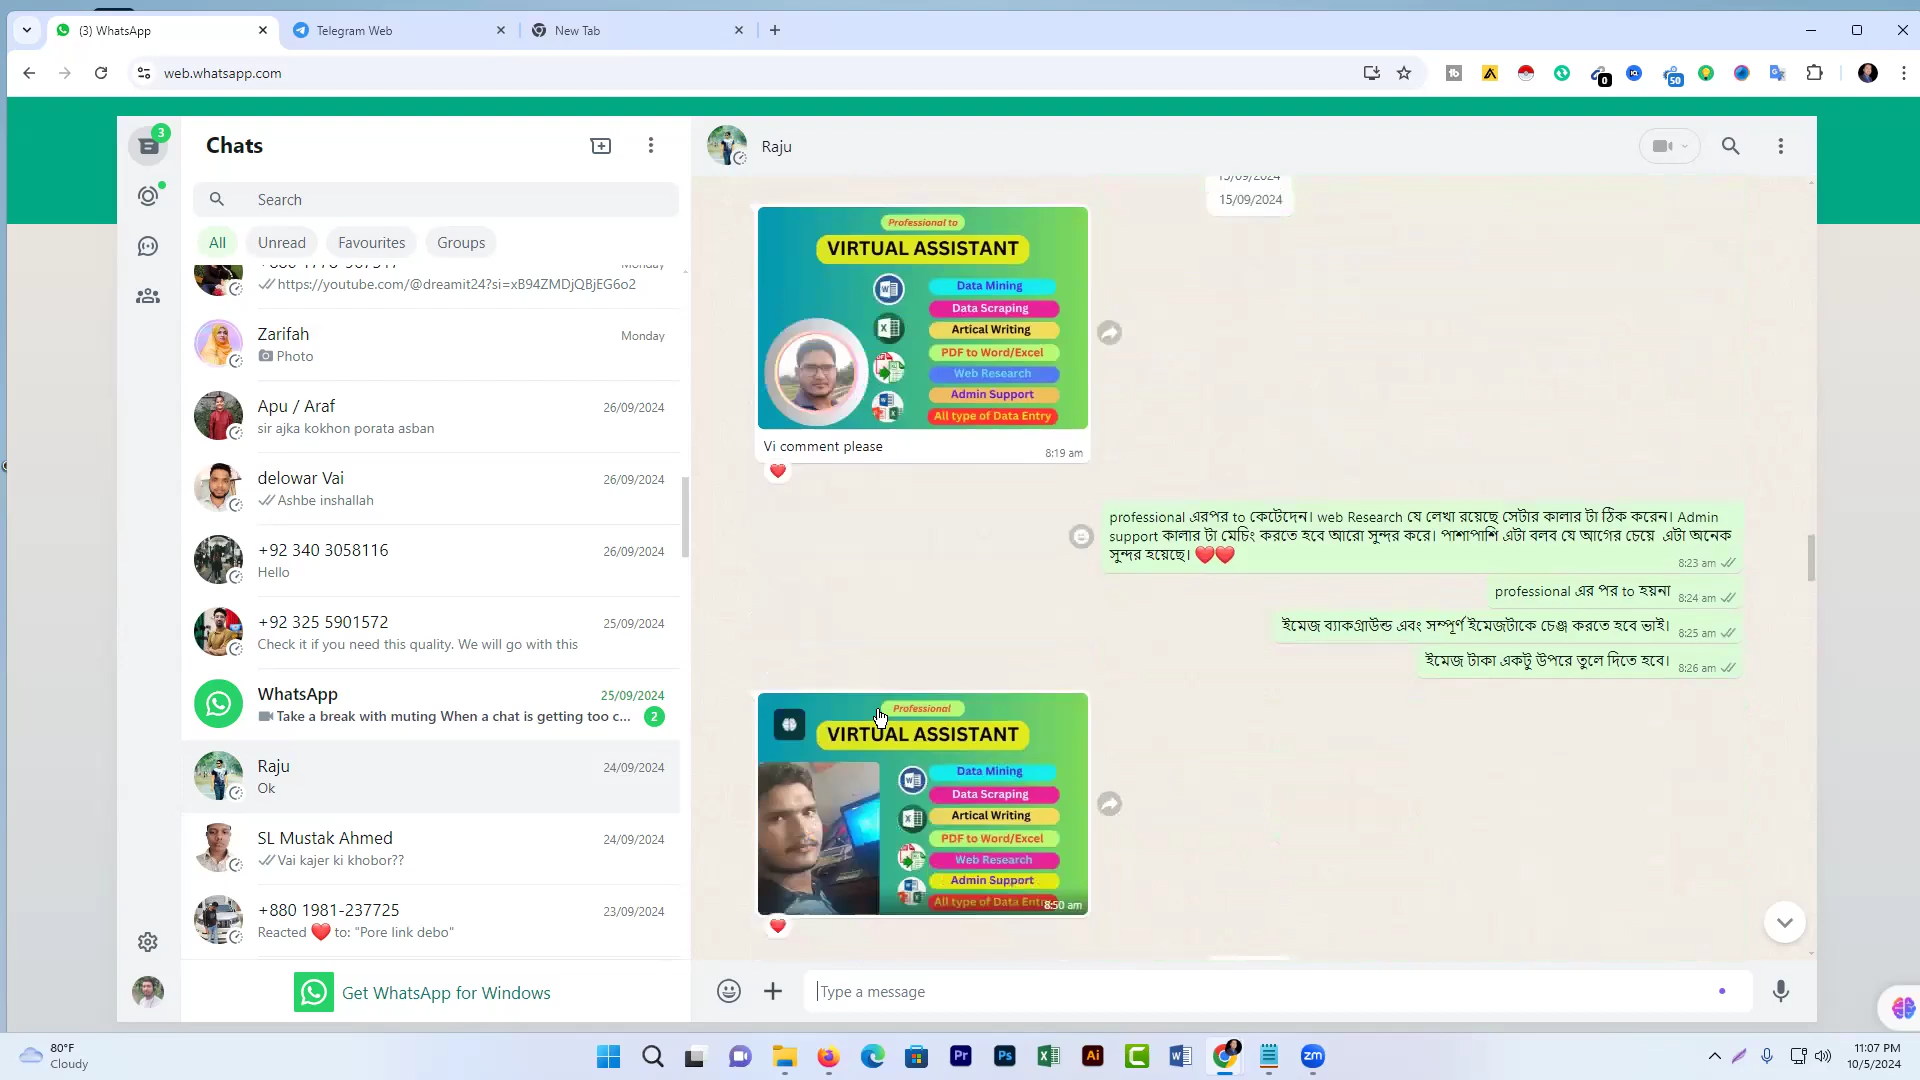 (3) WhatsApp
Telegram Web
New Tab
web.whatsapp.com
0
50
3
Chats
Search
All
Unread
Favourites
Groups
Monday
https://youtube.com/@dreamit24?si=xB94ZMDjQBjEG6o2
Zarifah
Monday
Photo
Apu / Araf
26/09/2024
sir ajka kokhon porata asban
delowar Vai
26/09/2024
Ashbe inshallah
+92 340 3058116
26/09/2024
Hello
+92 325 5901572
25/09/2024
Check it if you need this quality. We will go with this
WhatsApp
25/09/2024
Take a break with muting When a chat is getting too c...
2
Raju
24/09/2024
Ok
SL Mustak Ahmed
24/09/2024
Vai kajer ki khobor??
+880 1981-237725
23/09/2024
Reacted ❤️ to: "Pore link debo"
Get WhatsApp for Windows
Raju
15/09/2024
15/09/2024
Professional to
VIRTUAL ASSISTANT
Data Mining
Data Scraping
Artical Writing
PDF to Word/Excel
Web Research
Admin Support
All type of Data Entry
Vi comment please
8:19 am
professional এরপর to কেটেদেন। web Research যে লেখা রয়েছে সেটার কালার টা ঠিক করেন। Admin
support কালার টা মেচিং করতে হবে আরো সুন্দর করে। পাশাপাশি এটা বলব যে আগের চেয়ে এটা অনেক
সুন্দর হয়েছে। ❤️❤️
8:23 am
professional এর পর to হয়না
8:24 am
ইমেজ ব্যাকগ্রাউন্ড এবং সম্পূর্ণ ইমেজটাকে চেঞ্জ করতে হবে ভাই।
8:25 am
ইমেজ টাকা একটু উপরে তুলে দিতে হবে।
8:26 am
Professional
VIRTUAL ASSISTANT
Data Mining
Data Scraping
Artical Writing
PDF to Word/Excel
Web Research
Admin Support
All type of Data Entry
8:50 am
Type a message
80°F
Cloudy
Pr
Ps
Ai
zm
11:07 PM
10/5/2024